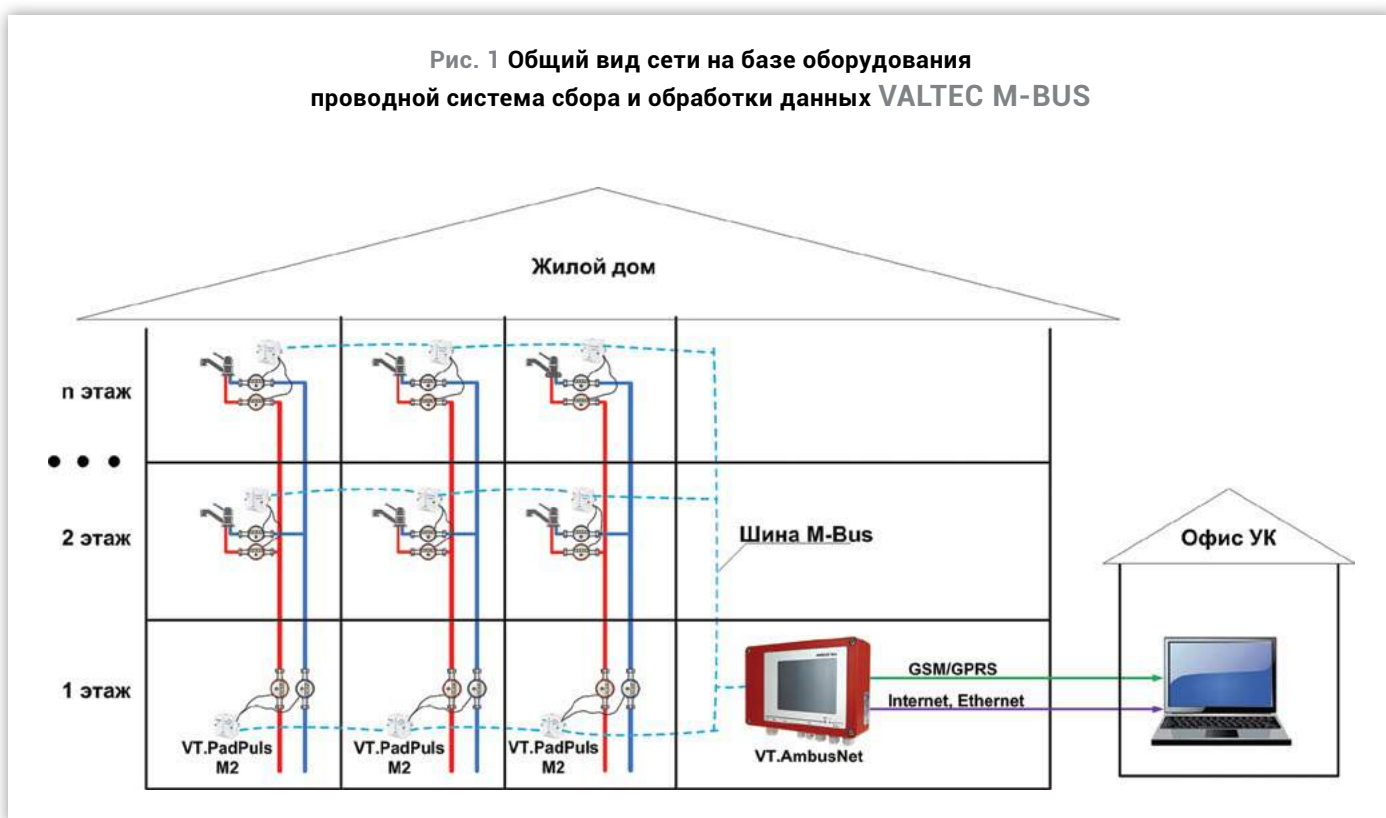 Рис. 1 Общий вид сети на базе оборудования
проводной система сбора и обработки данных VALTEC M-BUS
Жилой дом
n этаж
2 этаж
Шина M-Bus
Офис УК
1 этаж
GSM/GPRS
Internet, Ethernet
VT.PadPuls
M2
VT.PadPuls
M2
VT.PadPuls
M2
VT.AmbusNet